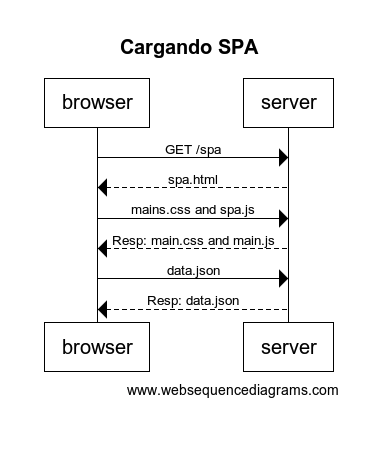 Cargando SPA
browser server
GET /spa
spa.html
mains.css and spa.js
Resp: main.css and main.js
data.json
Resp: data.json
browser server
www.websequencediagrams.com